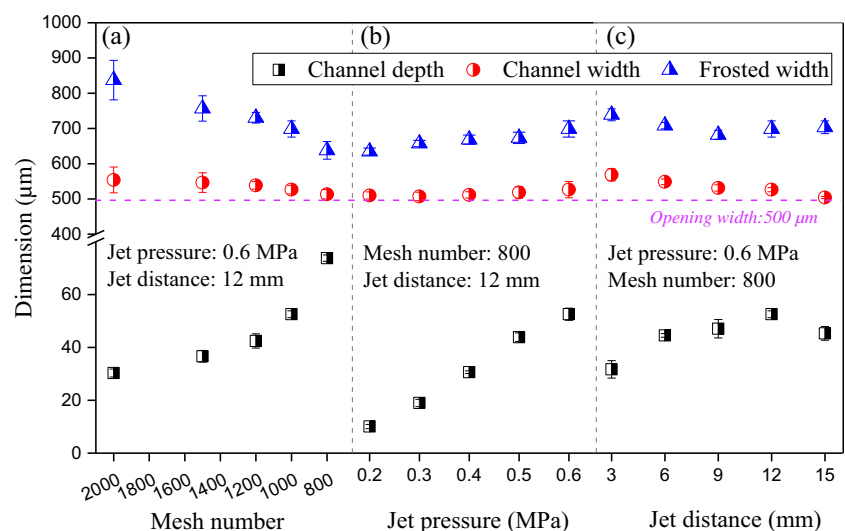 (a) (b) (c)
Channel depth Channel width Frosted width
1000
900
800
700
600
500
400
60
40
20
0
Dimension (μm)
Opening width:500 μm
Jet pressure: 0.6 MPa
Jet distance: 12 mm
Mesh number: 800
Jet distance: 12 mm
Jet pressure: 0.6 MPa
Mesh number: 800
2000 1800 1600 1400 1200 1000 800 0.2 0.3 0.4 0.5 0.6 3 6 9 12 15
Mesh number Jet pressure (MPa) Jet distance (mm)